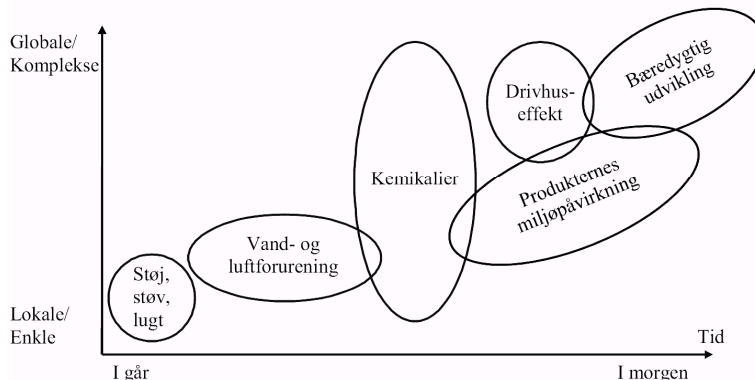 Globale/
Komplekse
Bæredygtig
udvikling
Drivhus-
effekt
Kemikalier
Produkternes
miljøpåvirkning
Vand- og
luftforurening
Støj,
støv,
lugt
Lokale/
Enkle
Tid
I går
I morgen